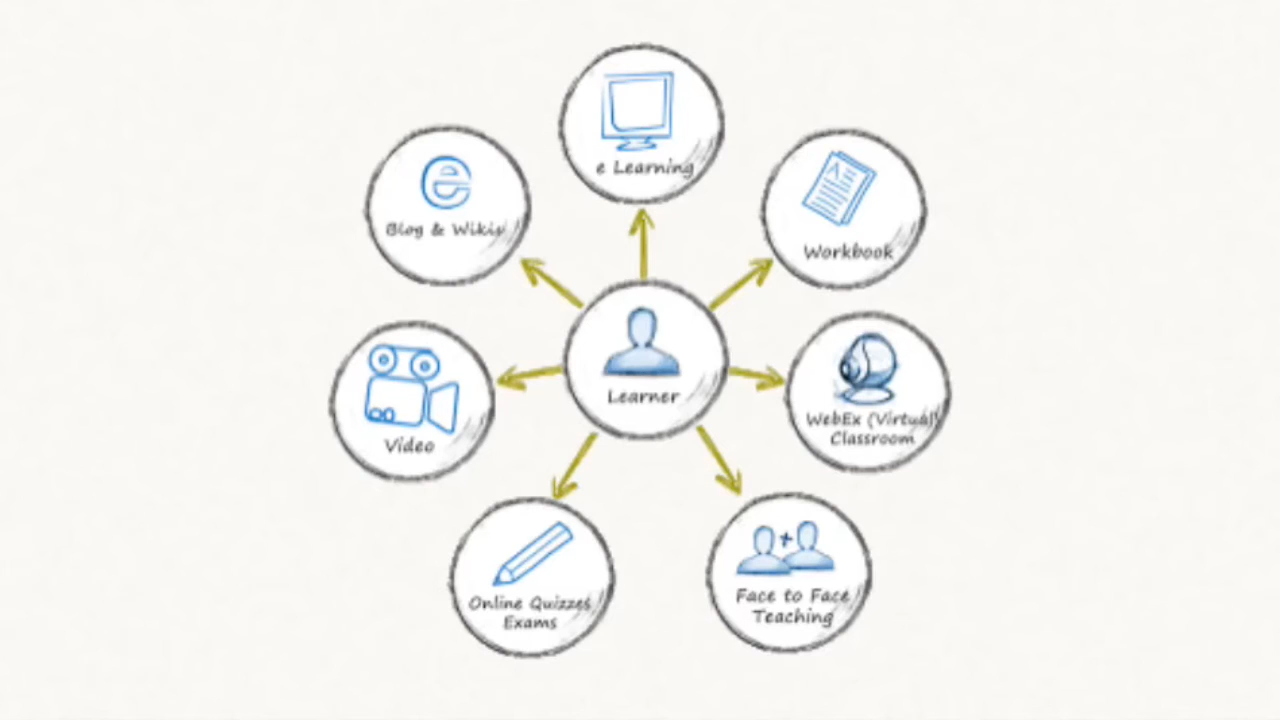 e Learning
Blog & Wikis
Workbook
Learner
Video
WebEx (Virtual)
Classroom
Online Quizzes
Exams
Face to Face
Teaching